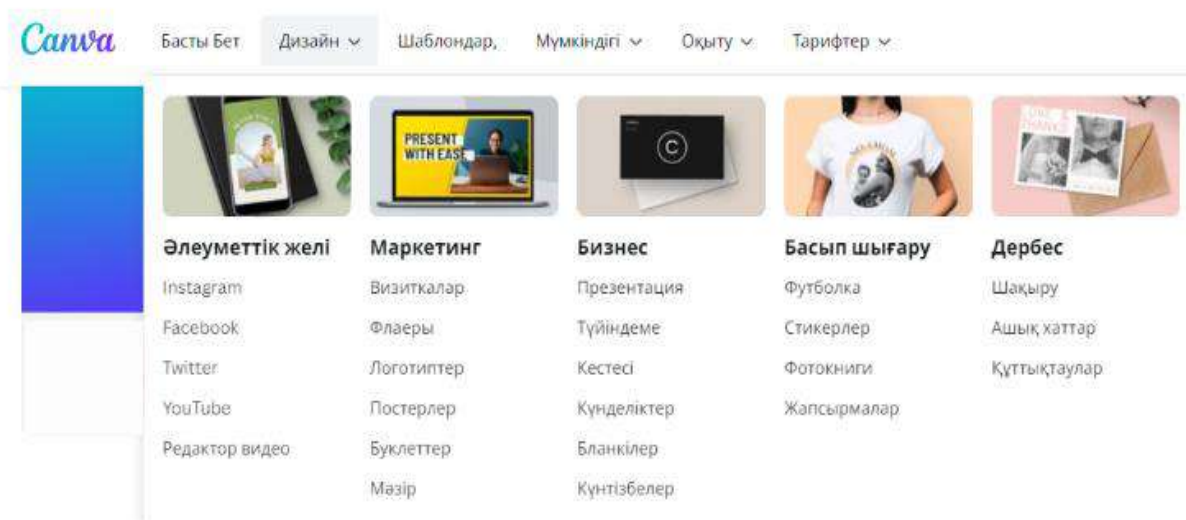 Canva
Басты Бет Дизайн Шаблондар, Мүмкіндігі Оқыту Тарифтер
PRESENT
WITH EASE
C
Әлеуметтік желі
Instagram
Facebook
Twitter
YouTube
Редактор видео
Маркетинг
Визиткалар
Флаеры
Логотиптер
Постерлер
Буклеттер
Мәзір
Бизнес
Презентация
Түйіндеме
Кестесі
Күнделіктер
Бланкілер
Күнтізбелер
Басып шығару
Футболка
Стикерлер
Фотокниги
Жапсырмалар
Дербес
Шақыру
Ашық хаттар
Құттықтаулар